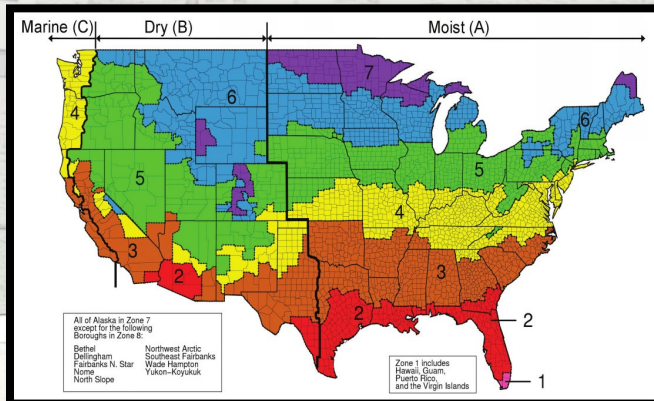 Marine (C)
Dry (B)
Moist (A)
7
6
4
6
5
5
4
3
3
2
2
2
1
All of Alaska in Zone 7
except for the following
Boroughs in Zone 8:
Bethel
Dellingham
Fairbanks N. Star
Nome
North Slope
Northwest Arctic
Southeast Fairbanks
Wade Hampton
Yukon-Koyukuk
Zone 1 includes
Hawaii, Guam,
Puerto Rico,
and the Virgin Islands